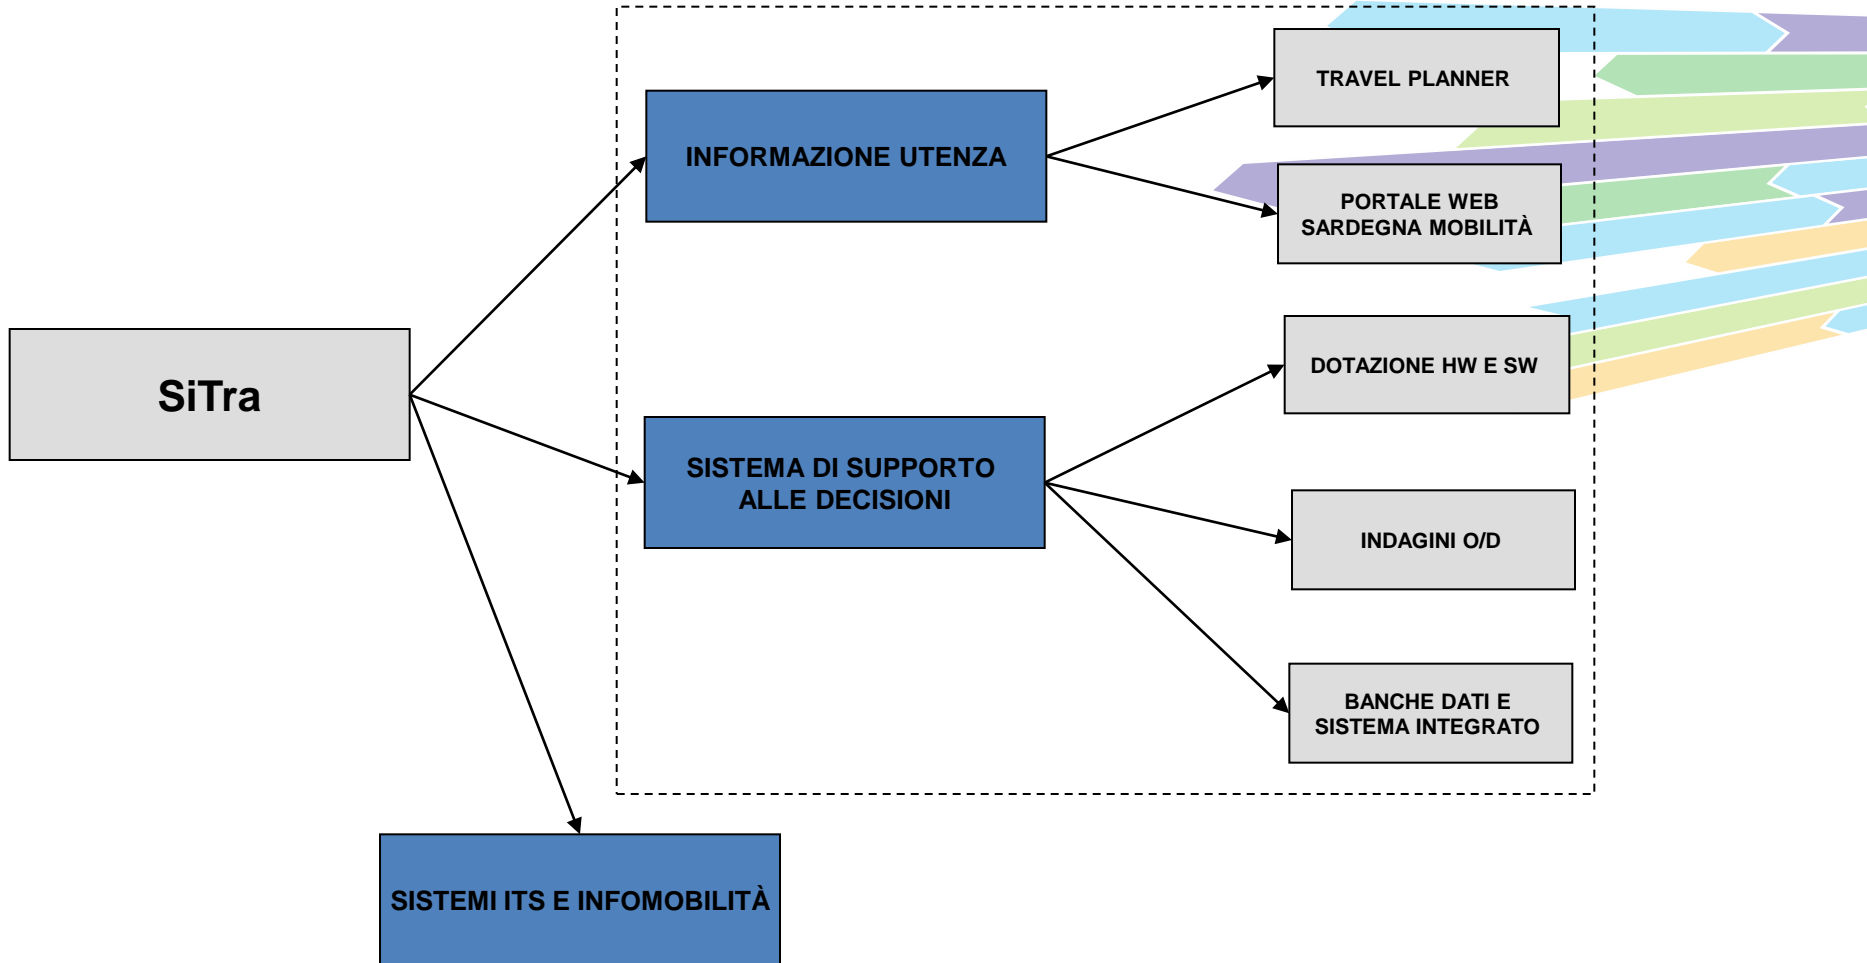 TRAVEL PLANNER
INFORMAZIONE UTENZA
PORTALE WEB
SARDEGNA MOBILITÀ
SiTra
DOTAZIONE HW E SW
SISTEMA DI SUPPORTO
ALLE DECISIONI
INDAGINI O/D
BANCHE DATI E
SISTEMA INTEGRATO
SISTEMI ITS E INFOMOBILITÀ